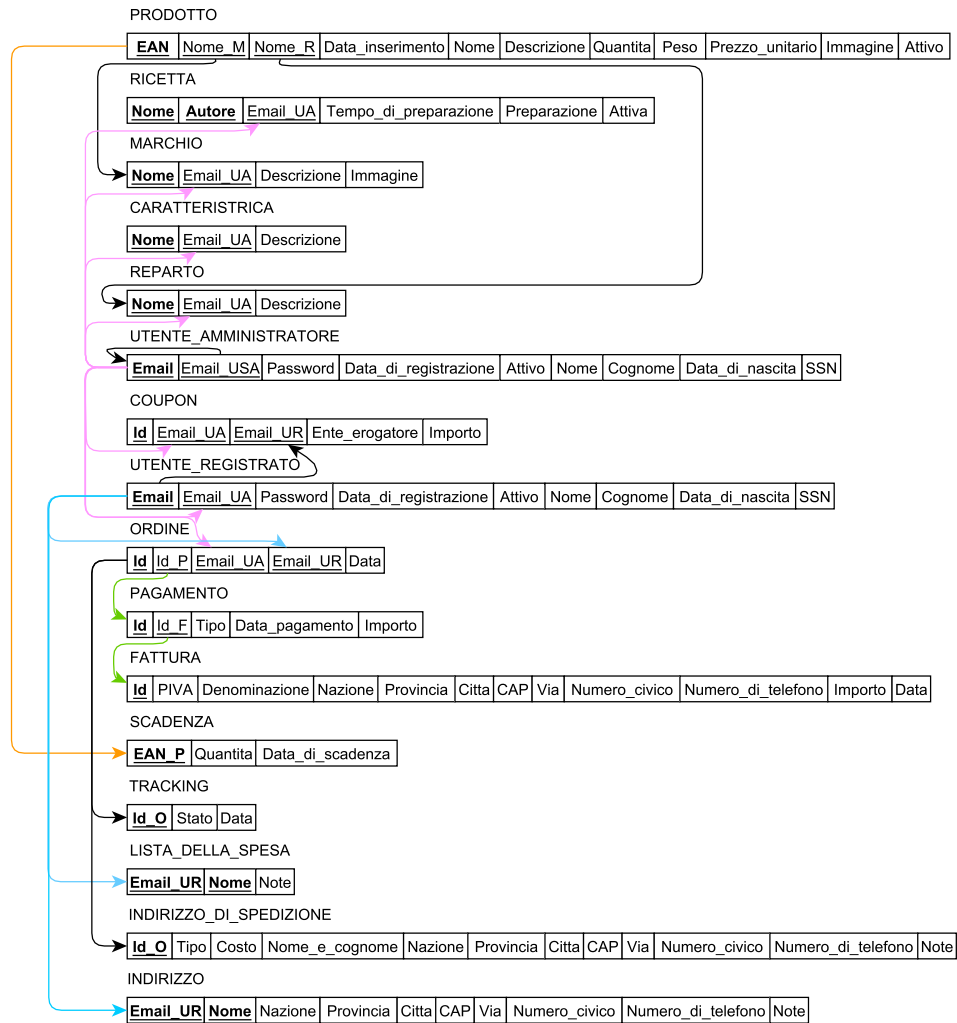 PRODOTTO
EAN Nome_M Nome_R Data_inserimento Nome Descrizione Quantita Peso Prezzo_unitario Immagine Attivo
RICETTA
Nome Autore Email_UA Tempo_di_preparazione Preparazione Attiva
MARCHIO
Nome Email_UA Descrizione Immagine
CARATTERISTRICA
Nome Email_UA Descrizione
REPARTO
Nome Email_UA Descrizione
UTENTE_AMMINISTRATORE
Email Email_USA Password Data_di_registrazione Attivo Nome Cognome Data_di_nascita SSN
COUPON
Id Email_UA Email_UR Ente_erogatore Importo
UTENTE_REGISTRATO
Email Email_UA Password Data_di_registrazione Attivo Nome Cognome Data_di_nascita SSN
ORDINE
Id Id_P Email_UA Email_UR Data
PAGAMENTO
Id Id_F Tipo Data_pagamento Importo
FATTURA
Id PIVA Denominazione Nazione Provincia Citta CAP Via Numero_civico Numero_di_telefono Importo Data
SCADENZA
EAN_P Quantita Data_di_scadenza
TRACKING
Id_O Stato Data
LISTA_DELLA_SPESA
Email_UR Nome Note
INDIRIZZO_DI_SPEDIZIONE
Id_O Tipo Costo Nome_e_cognome Nazione Provincia Citta CAP Via Numero_civico Numero_di_telefono Note
INDIRIZZO
Email_UR Nome Nazione Provincia Citta CAP Via Numero_civico Numero_di_telefono Note